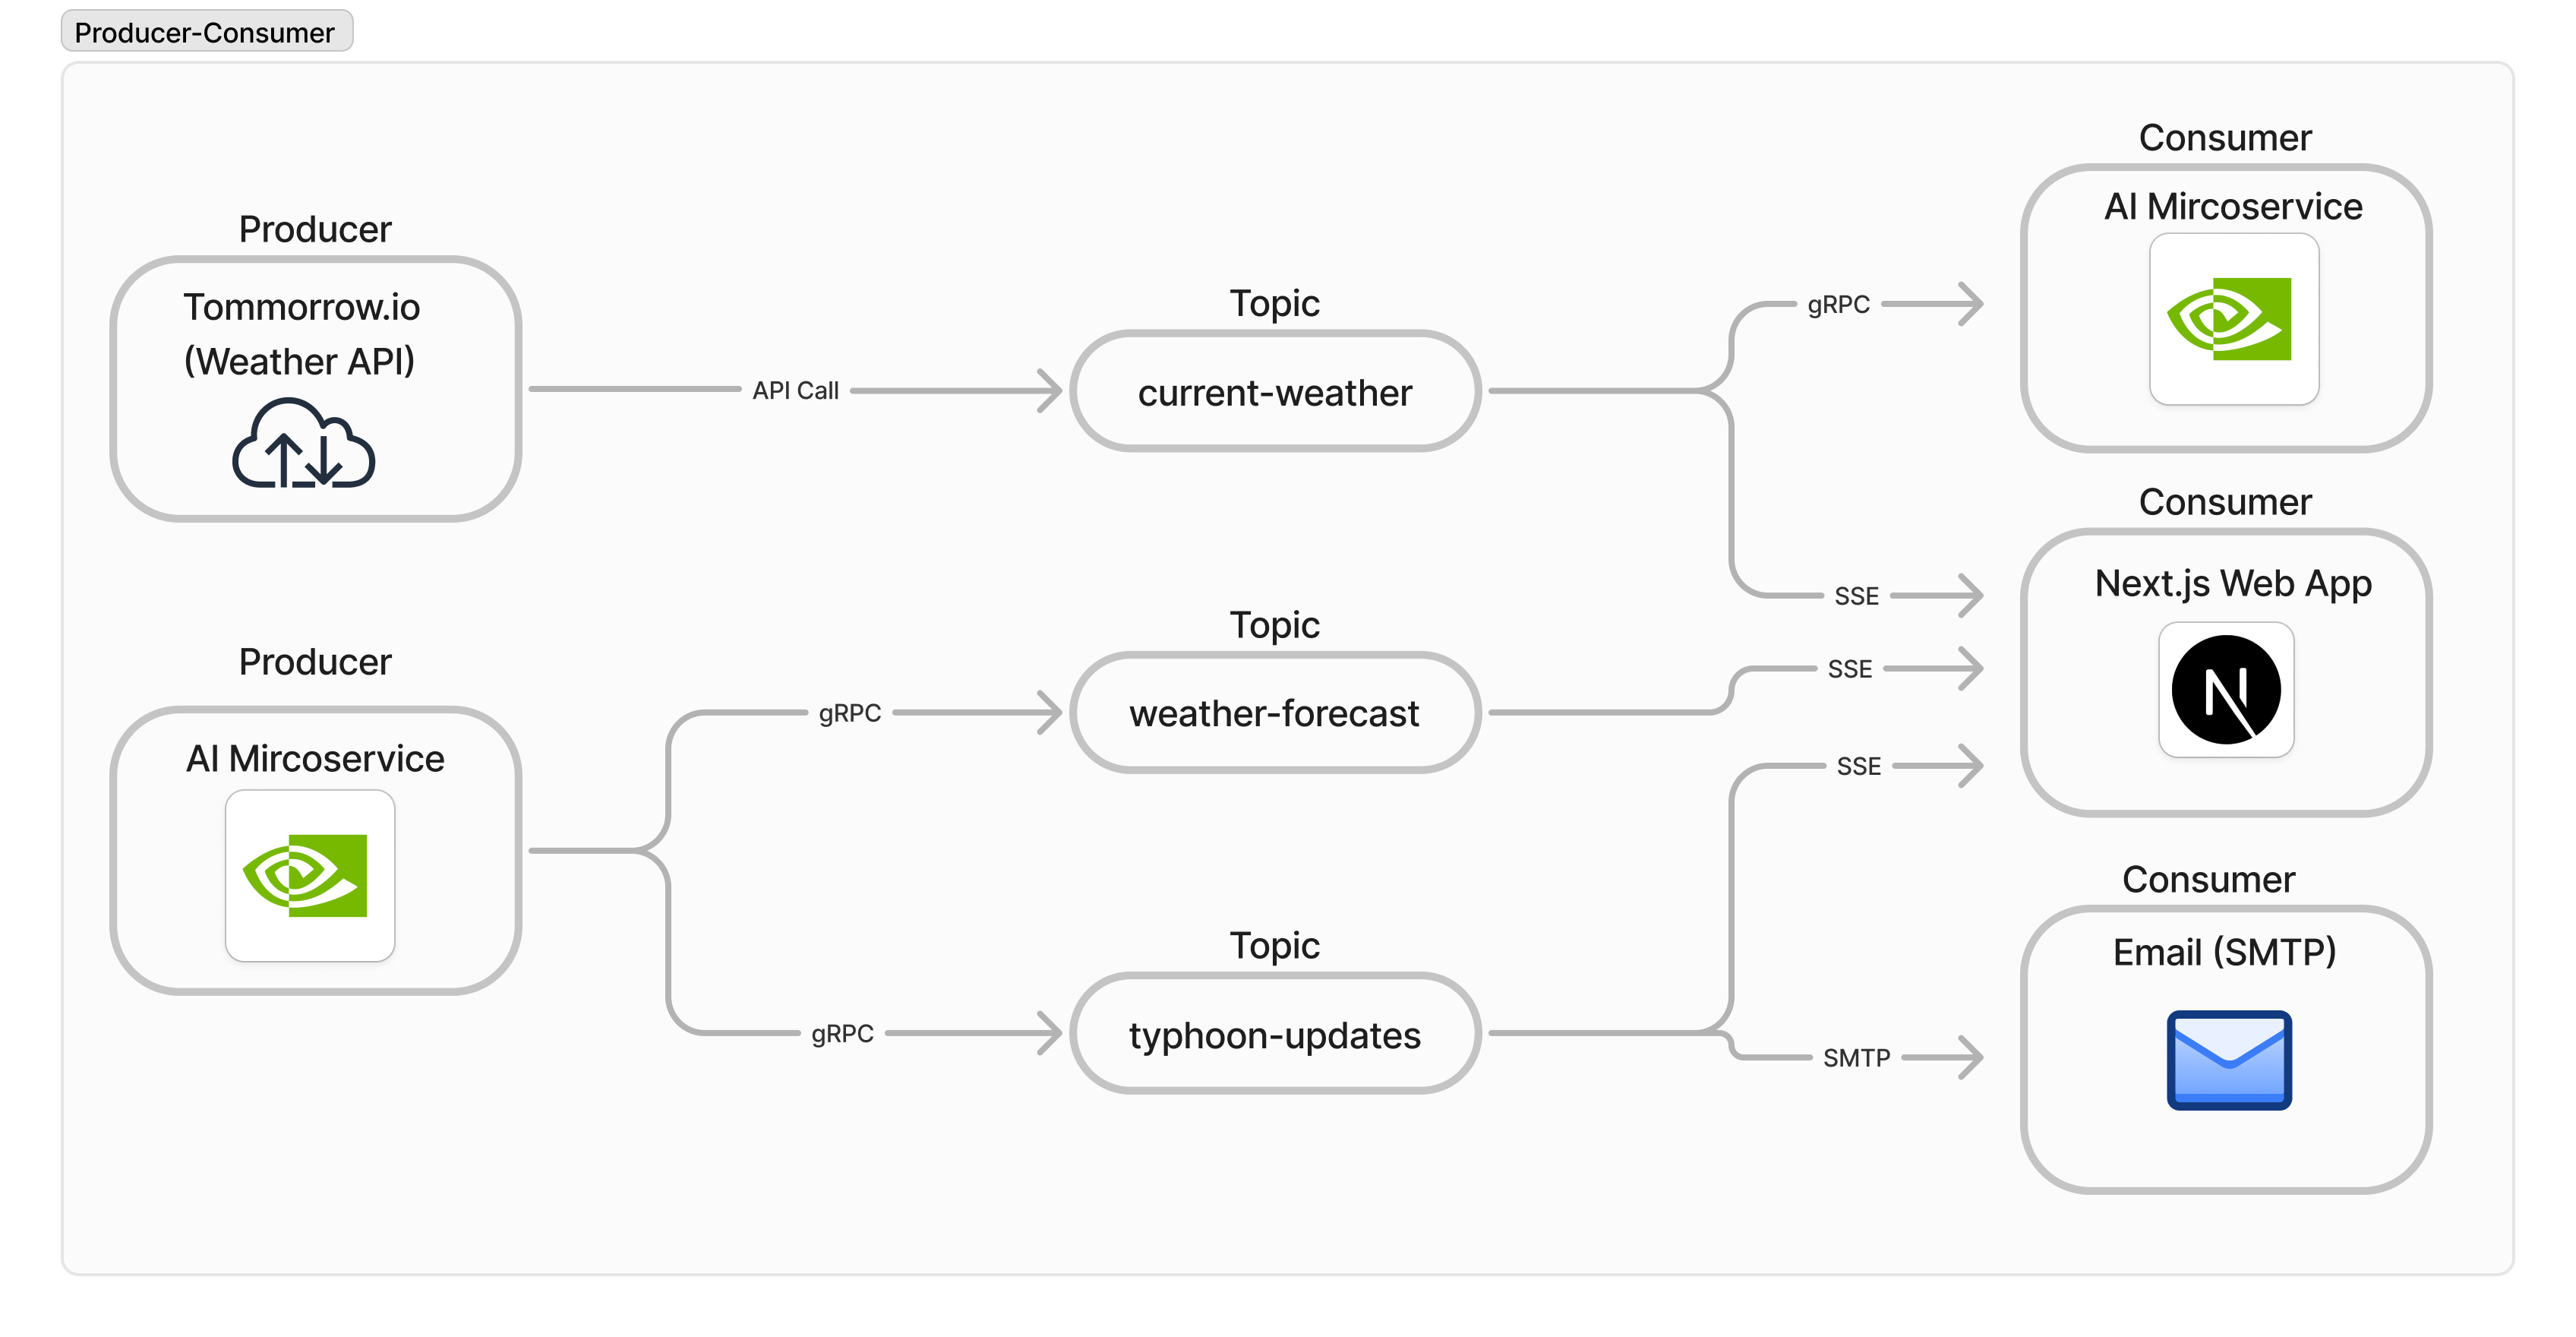 Producer-Consumer
Producer
Tommorrow.io
(Weather API)
API Call
Topic
current-weather
gRPC
SSE
Consumer
AI Mircoservice
Producer
AI Mircoservice
gRPC
gRPC
Topic
weather-forecast
SSE
Topic
typhoon-updates
SSE
SMTP
Consumer
Next.js Web App
N
Consumer
Email (SMTP)